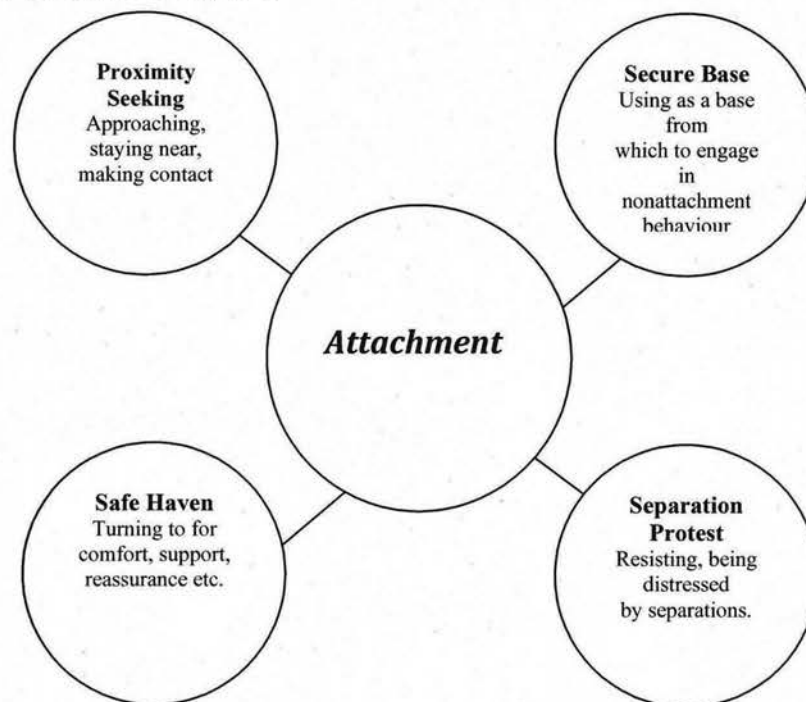 Proximity
Seeking
Approaching,
staying near,
making contact
Secure Base
Using as a base
from
which to engage
in
nonattachment
behaviour
Attachment
Safe Haven
Turning to for
comfort, support,
reassurance etc.
Separation
Protest
Resisting, being
distressed
by separations.